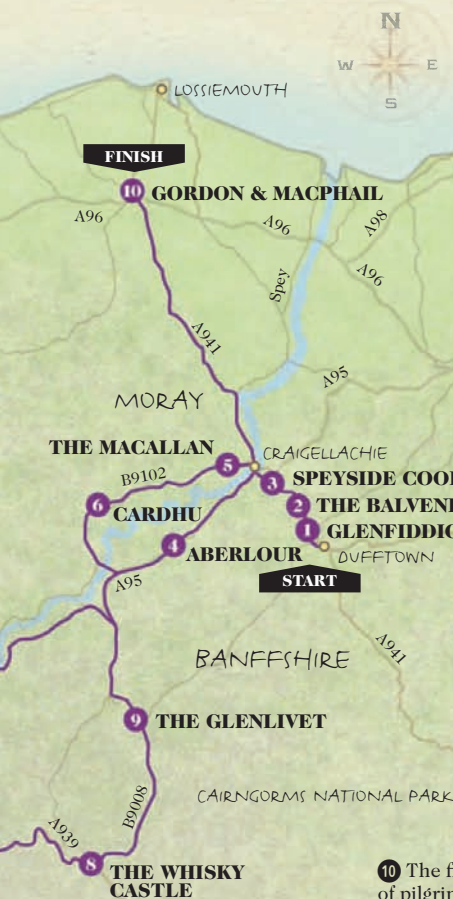 N
W E
S
LOSSIEMOUTH
FINISH
10 GORDON & MACPHAIL
A96
A96
A98
A96
Spey
A941
A95
MORAY
CRAIGELLACHIE
THE MACALLAN 5
3 SPEYSIDE COO
B9102
2 THE BALVENI
6 CARDHU
1 GLENFIDDIC
4 ABERLOUR
DUFFTOWN
START
A95
A941
BANFFSHIRE
9 THE GLENLIVET
CAIRNGORMS NATIONAL PARK
B9008
A939
8 THE WHISKY
CASTLE
10 The fi
of pilgrim